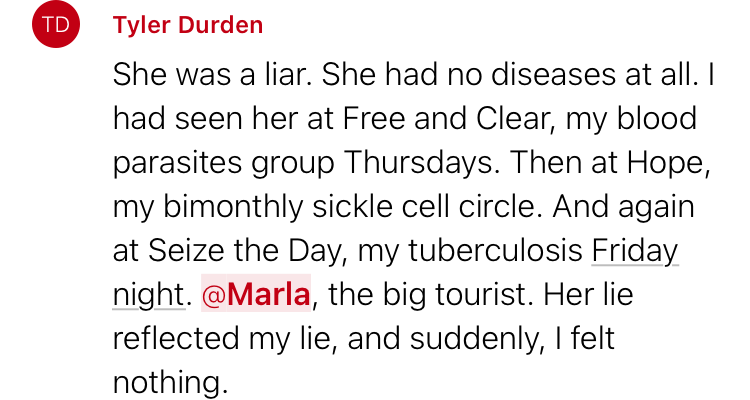 TD
Tyler Durden
She was a liar. She had no diseases at all. I
had seen her at Free and Clear, my blood
parasites group Thursdays. Then at Hope,
my bimonthly sickle cell circle. And again
at Seize the Day, my tuberculosis Friday
night. @Marla, the big tourist. Her lie
reflected my lie, and suddenly, I felt
nothing.